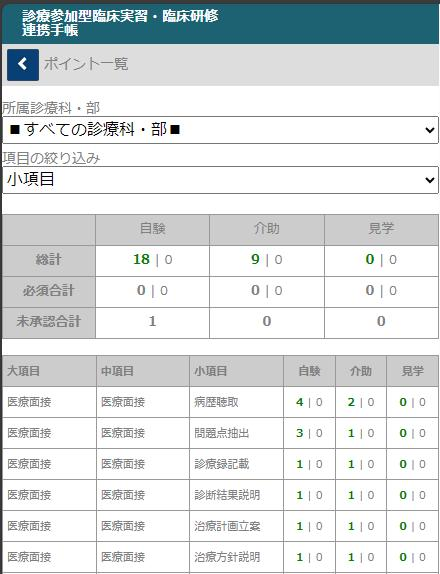 診療参加型臨床実習・臨床研修
連携手帳
ポイント一覧
所属診療科・部
■すべての診療科・部■
項目の絞り込み
小項目
自験 介助 見学
総計 18 | 0 9 | 0 0 | 0
必須合計 0 | 0 0 | 0 0 | 0
未承認合計 1 0 0
大項目 中項目 小項目 自験 介助 見学
医療面接 医療面接 病歴聴取 4 | 0 2 | 0 0 | 0
医療面接 医療面接 問題点抽出 3 | 0 1 | 0 0 | 0
医療面接 医療面接 診療録記載 1 | 0 1 | 0 0 | 0
医療面接 医療面接 診断結果説明 1 | 0 1 | 0 0 | 0
医療面接 医療面接 治療計画立案 1 | 0 1 | 0 0 | 0
医療面接 医療面接 治療方針説明 1 | 0 1 | 0 0 | 0